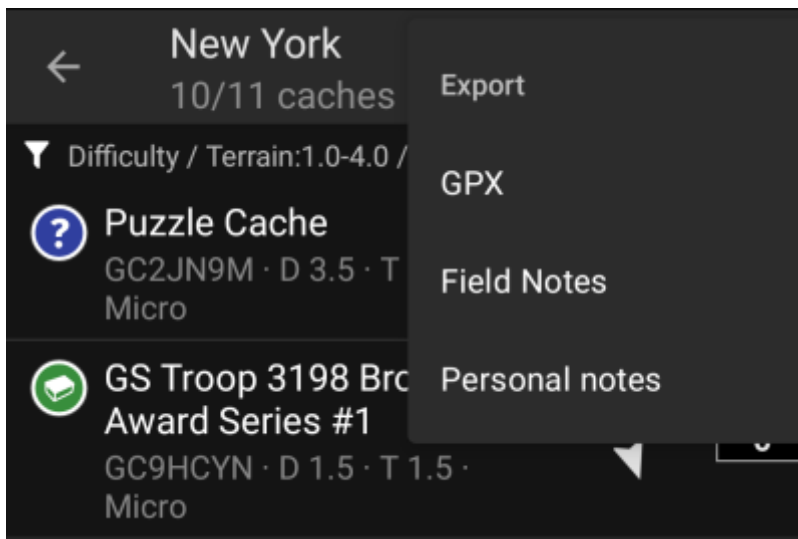 New York
10/11 caches
Difficulty / Terrain:1.0-4.0 /
?
Puzzle Cache
GC2JN9M · D 3.5 · T
Micro
GS Troop 3198 Bro
Award Series #1
GC9HCYN · D 1.5 · T 1.5 ·
Micro
Export
GPX
Field Notes
Personal notes